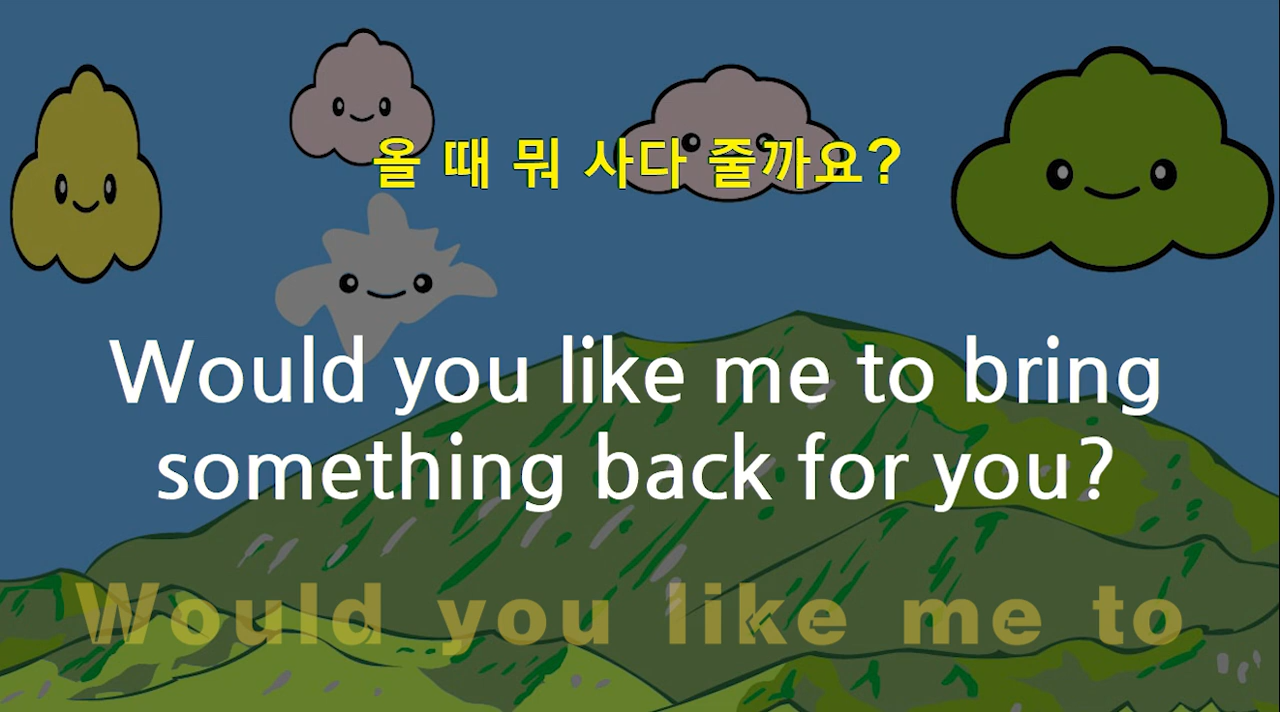 올 때 뭐 사다 줄까요?
Would you like me to bring
something back for you?
Would you like me to